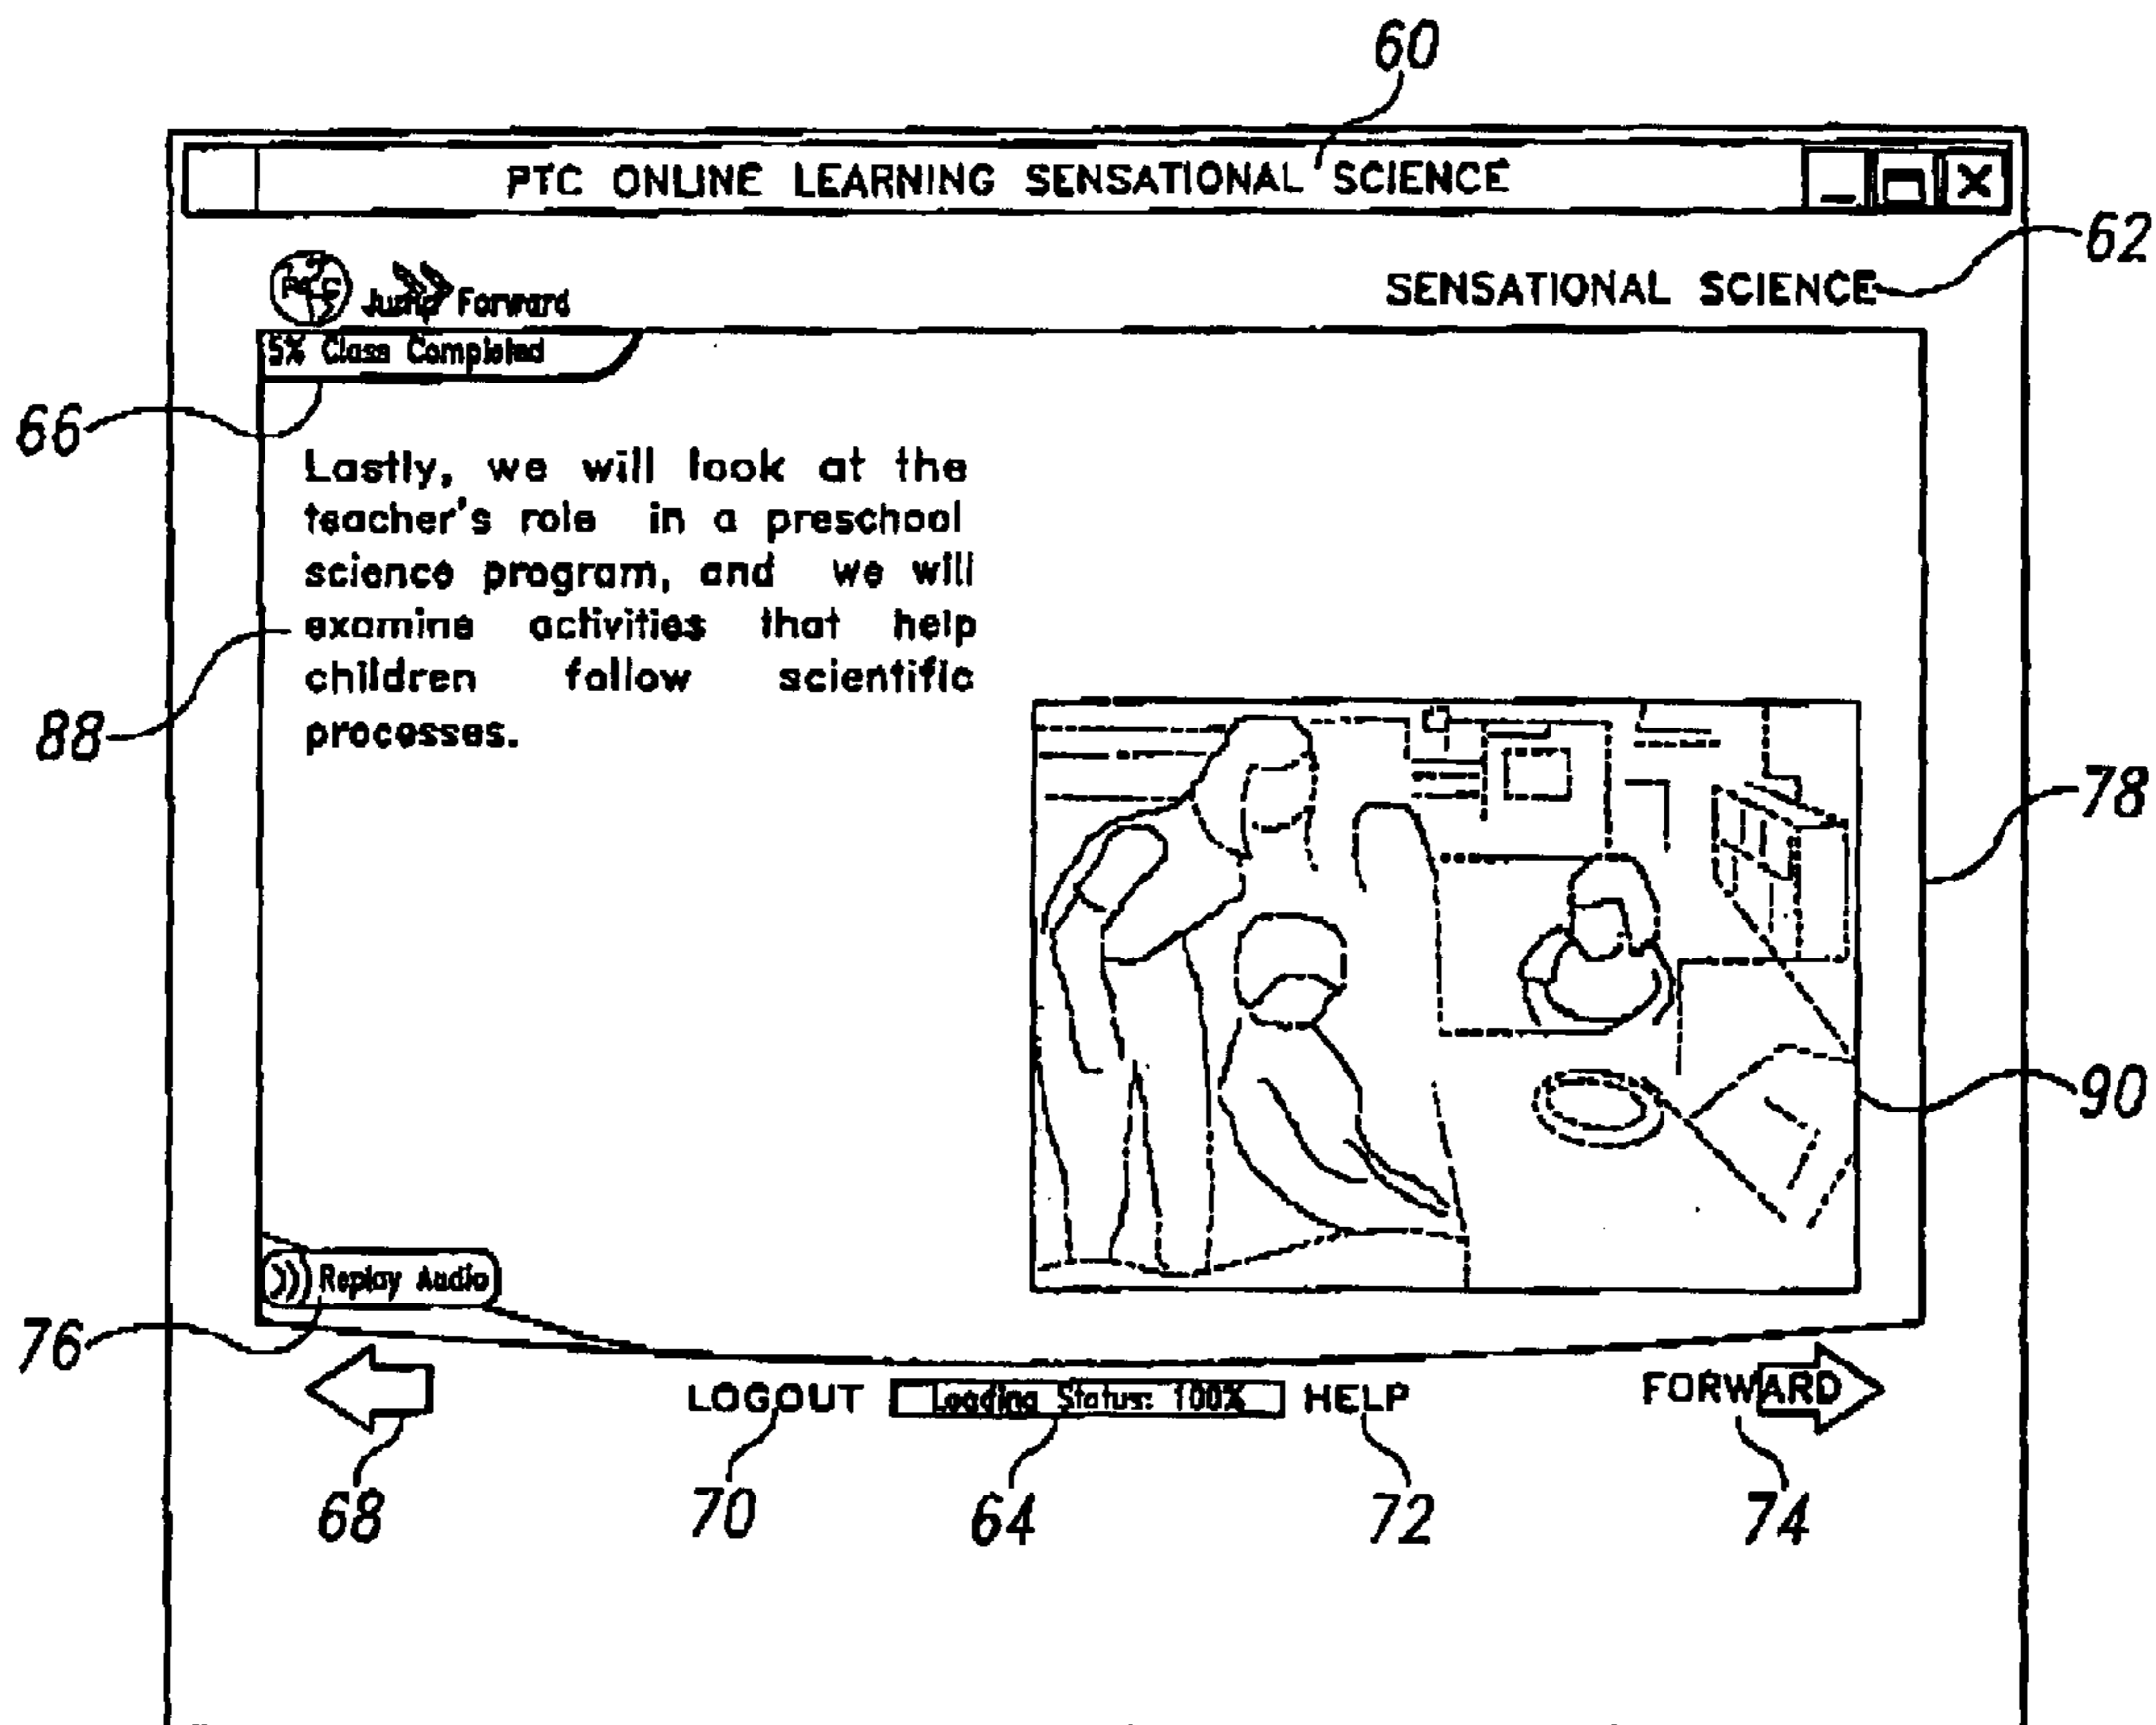 60
PTC ONLINE LEARNING SENSATIONAL SCIENCE
62
Jump Forward
SENSATIONAL SCIENCE
5% Class Completed
66
Lastly, we will look at the
teacher's role in a preschool
science program, and we will
examine activities that help
children follow scientific
processes.
88
78
90
Replay Audio
76
LOGOUT
Loading Status: 100%
HELP
FORWARD
68
70
64
72
74